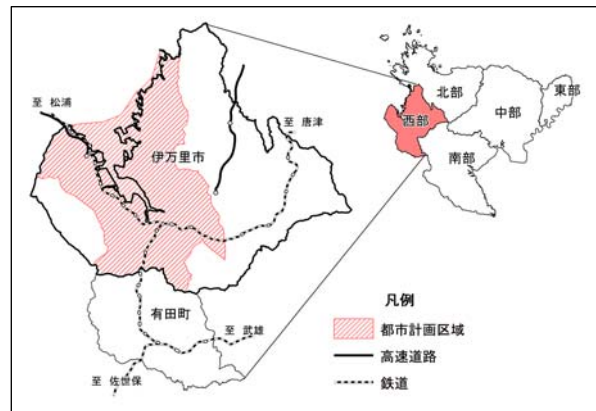 至 松浦
至 唐津
伊万里市
有田町
至 武雄
至 佐世保
北部
東部
中部
西部
南部
凡例
都市計画区域
高速道路
鉄道